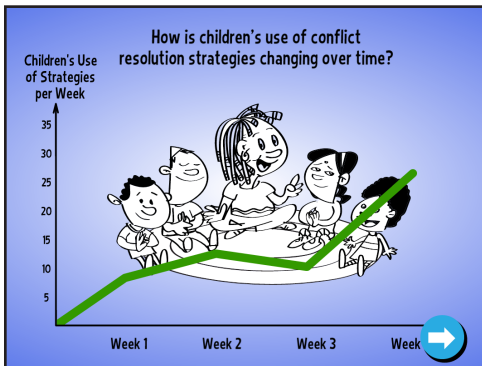 How is children's use of conflict
resolution strategies changing over time?
Children's Use
of Strategies
per Week
35
30
25
20
15
10
5
Week 1
Week 2
Week 3
Week